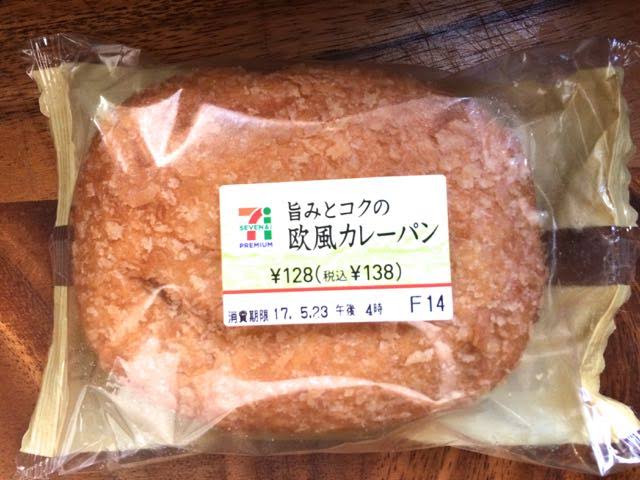 旨みとコクの
欧風カレーパン
SEVEN&i
PREMIUM
¥128(税込¥138)
消費期限 17. 5.23 午後 4時 F14